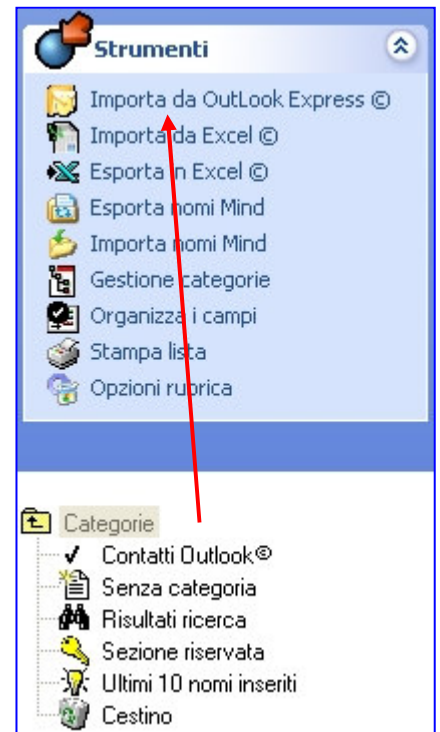 Strumenti
Importa da OutLook Express ©
Importa da Excel ©
Esporta in Excel ©
Esporta nomi Mind
Importa nomi Mind
Gestione categorie
Organizza i campi
Stampa lista
Opzioni rubrica
Categorie
Contatti Outlook©
Senza categoria
Risultati ricerca
Sezione riservata
Ultimi 10 nomi inseriti
Cestino